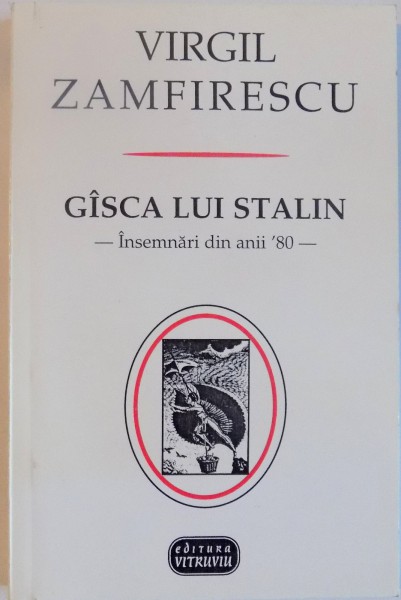 VIRGIL
ZAMFIRESCU
GÎSCA LUI STALIN
— Însemnări din anii '80 —
editura
VITRUVIU